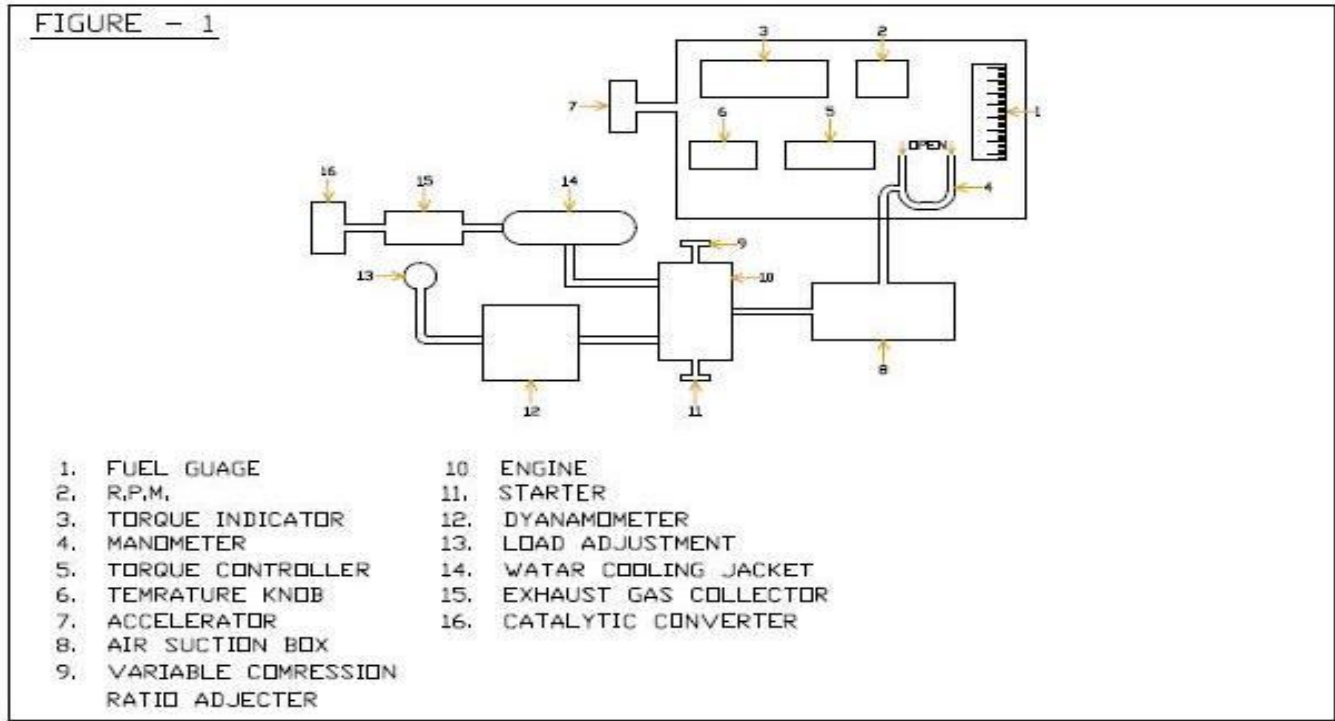 FIGURE - 1
3
2
7
6
5
1
OPEN
4
16
15
14
9
13
10
8
12
11
1. FUEL GUAGE
2. R.P.M.
3. TORQUE INDICATOR
4. MANOMETER
5. TORQUE CONTROLLER
6. TEMRATURE KNOB
7. ACCELERATOR
8. AIR SUCTION BOX
9. VARIABLE COMRESSION
RATIO ADJECTER
10 ENGINE
11. STARTER
12. DYANAMOMETER
13. LOAD ADJUSTMENT
14. WATAR COOLING JACKET
15. EXHAUST GAS COLLECTOR
16. CATALYTIC CONVERTER